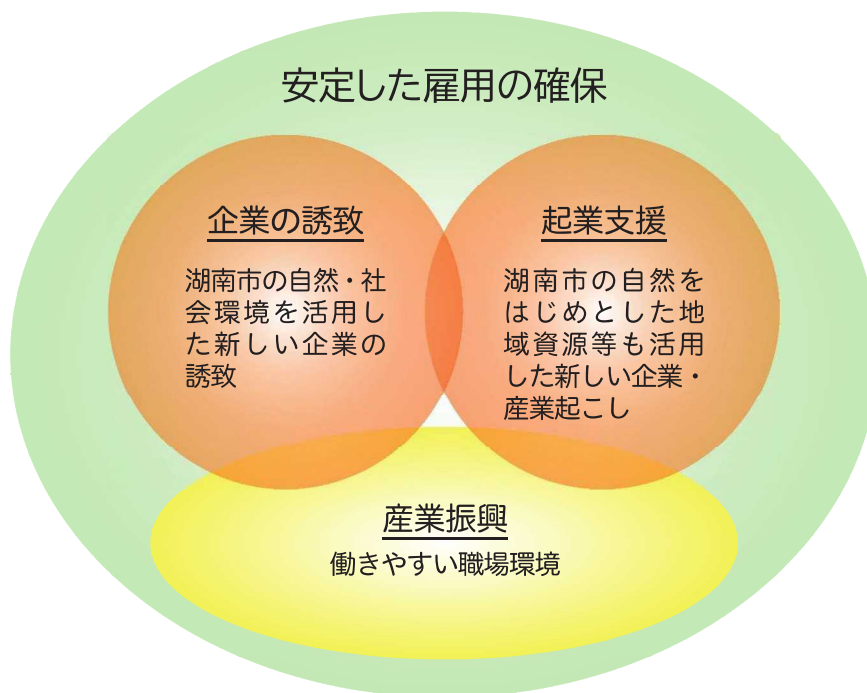 安定した雇用の確保
企業の誘致
湖南市の自然・社
会環境を活用し
た新しい企業の
誘致
起業支援
湖南市の自然を
はじめとした地
域資源等も活用
した新しい企業・
産業起こし
産業振興
働きやすい職場環境